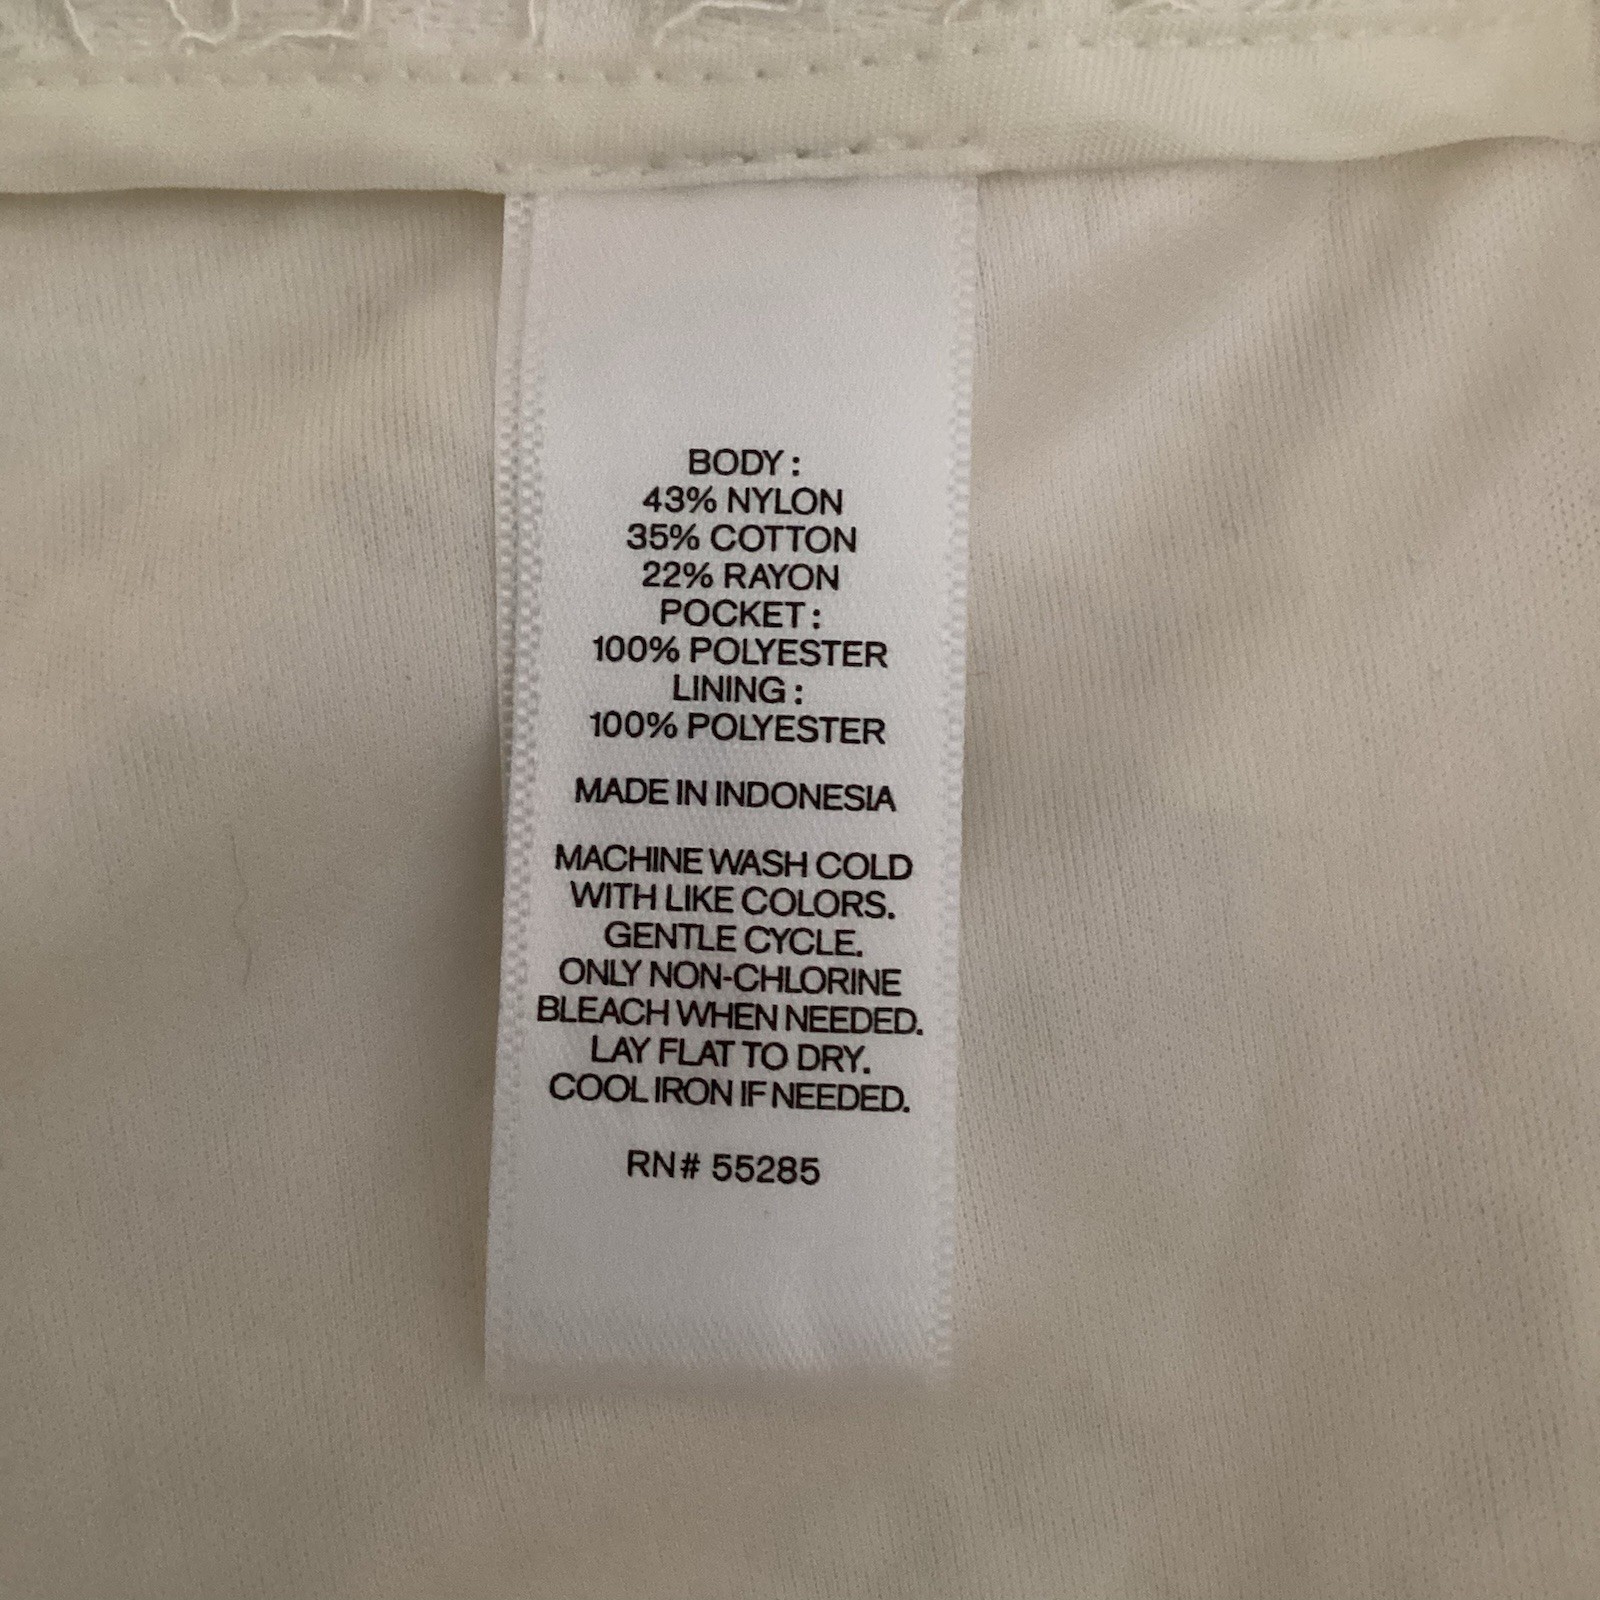 BODY :
43% NYLON
35% COTTON
22% RAYON
POCKET :
100% POLYESTER
LINING :
100% POLYESTER
MADE IN INDONESIA
MACHINE WASH COLD
WITH LIKE COLORS.
GENTLE CYCLE.
ONLY NON-CHLORINE
BLEACH WHEN NEEDED.
LAY FLAT TO DRY.
COOL IRON IF NEEDED.
RN# 55285